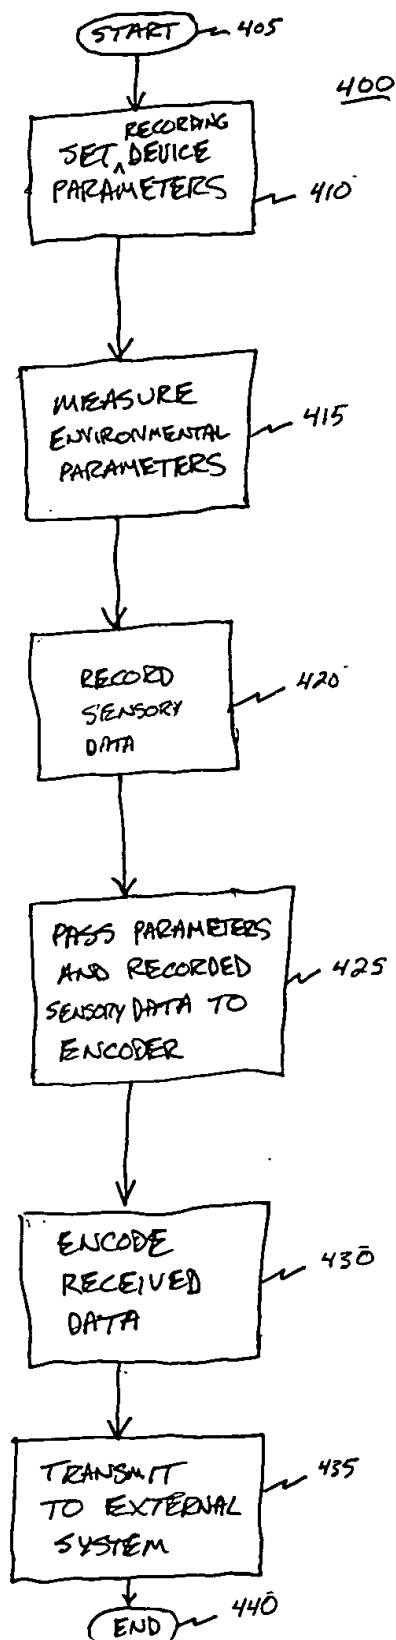 START 405
400
RECORDING
SET ^ DEVICE
PARAMETERS
410
MEASURE
ENVIRONMENTAL
PARAMETERS
415
RECORD
SENSORY
DATA
420
PASS PARAMETERS
AND RECORDED
SENSORY DATA TO
ENCODER
425
ENCODE
RECEIVED
DATA
430
TRANSMIT
TO EXTERNAL
SYSTEM
435
END 440